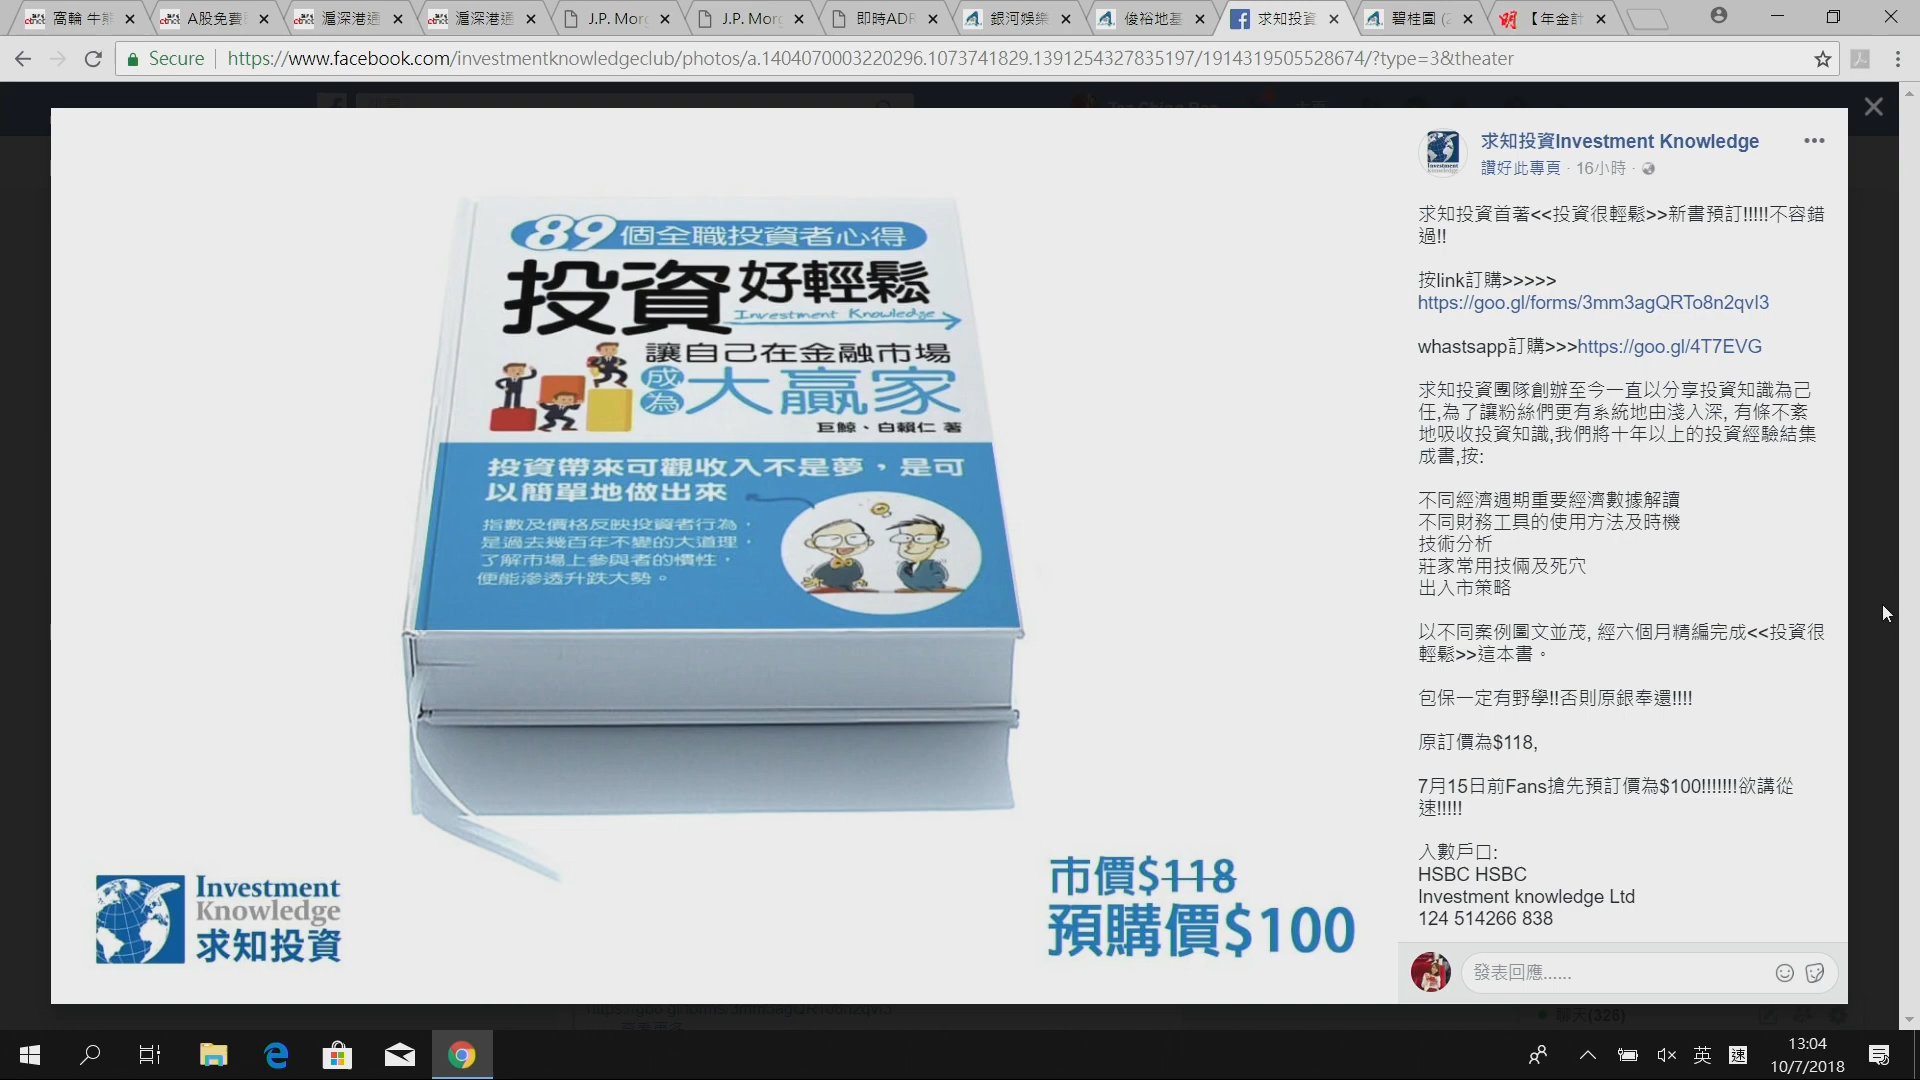 窩輪 牛熊
A股免費
滬深港通
滬深港通
J.P. Morg
J.P. Morg
即時ADR
銀河娛樂
俊裕地基
求知投資
碧桂園 (2
【年金計
Secure
https://www.facebook.com/investmentknowledgeclub/photos/a.1404070003220296.1073741829.1391254327835197/1914319505528674/?type=3&theater
89個全職投資者心得
投資好輕鬆
Investment Knowledge
讓自己在金融市場
成為大贏家
巨鯨、白賴仁 著
投資帶來可觀收入不是夢，是可
以簡單地做出來
指數及價格反映投資者行為，
是過去幾百年不變的大道理，
了解市場上參與者的慣性，
便能滲透升跌大勢。
Investment
Knowledge
求知投資
市價$118
預購價$100
求知投資Investment Knowledge
讚好此專頁 · 16小時 ·
求知投資首著<<投資很輕鬆>>新書預訂!!!!!不容錯
過!!
按link訂購>>>>>
https://goo.gl/forms/3mm3agQRTo8n2qvI3
whastsapp訂購>>>https://goo.gl/4T7EVG
求知投資團隊創辦至今一直以分享投資知識為己
任,為了讓粉絲們更有系統地由淺入深, 有條不紊
地吸收投資知識,我們將十年以上的投資經驗結集
成書,按:
不同經濟週期重要經濟數據解讀
不同財務工具的使用方法及時機
技術分析
莊家常用技倆及死穴
出入市策略
以不同案例圖文並茂, 經六個月精編完成<<投資很
輕鬆>>這本書。
包保一定有野學!!否則原銀奉還!!!!
原訂價為$118,
7月15日前Fans搶先預訂價為$100!!!!!!!欲講從
速!!!!!
入數戶口:
HSBC HSBC
Investment knowledge Ltd
124 514266 838
發表回應......
聊天(326)
英
速
13:04
10/7/2018